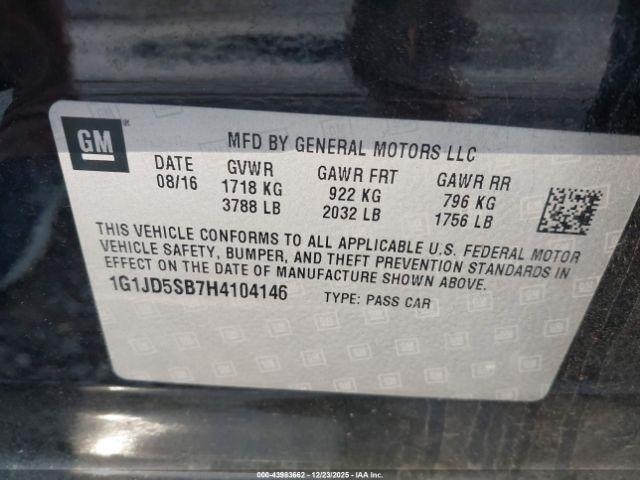 GM
MFD BY GENERAL MOTORS LLC
DATE GVWR GAWR FRT GAWR RR
08/16 1718 KG 922 KG 796 KG
3788 LB 2032 LB 1756 LB
THIS VEHICLE CONFORMS TO ALL APPLICABLE U.S. FEDERAL MOTOR
VEHICLE SAFETY, BUMPER, AND THEFT PREVENTION STANDARDS IN
EFFECT ON THE DATE OF MANUFACTURE SHOWN ABOVE.
1G1JD5SB7H4104146 TYPE: PASS CAR
000-43983662 - 12/23/2025 - IAA Inc.